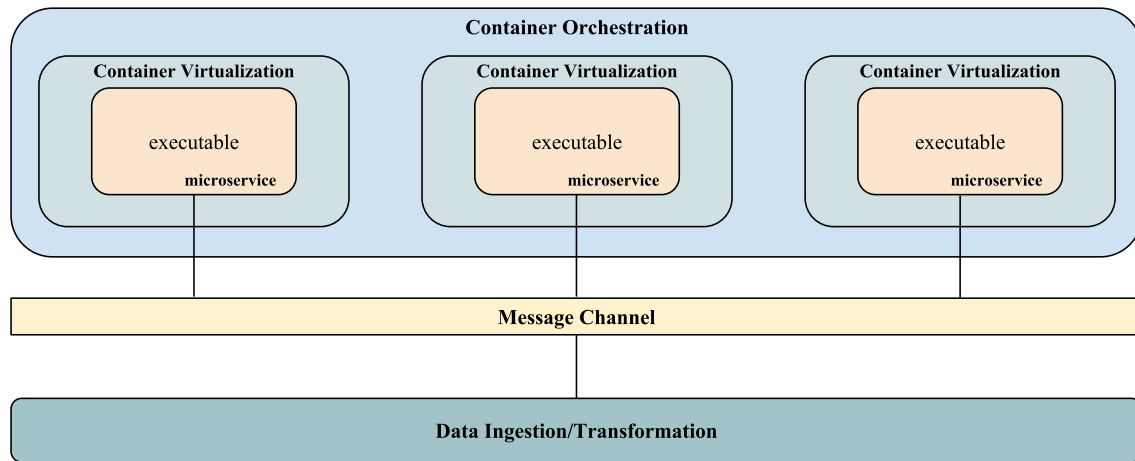 Container Orchestration
Container Virtualization
executable
microservice
Container Virtualization
executable
microservice
Container Virtualization
executable
microservice
Message Channel
Data Ingestion/Transformation